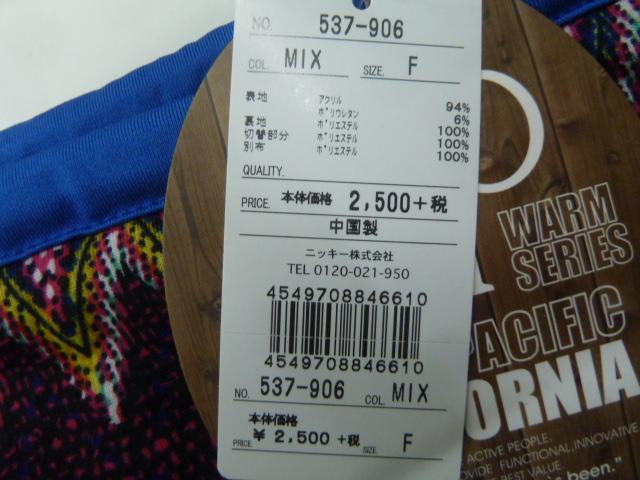 NO. 537-906
COL. MIX SIZE. F
表地 アクリル 94%
ポリウレタン 6%
裏地 ポリエステル 100%
切替部分 ポリエステル 100%
別布 ポリエステル 100%
QUALITY.
PRICE. 本体価格 2,500+税
中国製
ニッキー株式会社
TEL 0120-021-950
4549708846610
4549708846610
NO. 537-906 COL. MIX
本体価格
PRICE. ¥ 2,500 +税 SIZE. F
WARM
SERIES
PACIFIC
ORNIA
ACTIVE PEOPLE.
FUNCTIONAL, INNOVATIVE
BEST VALUE.
been."